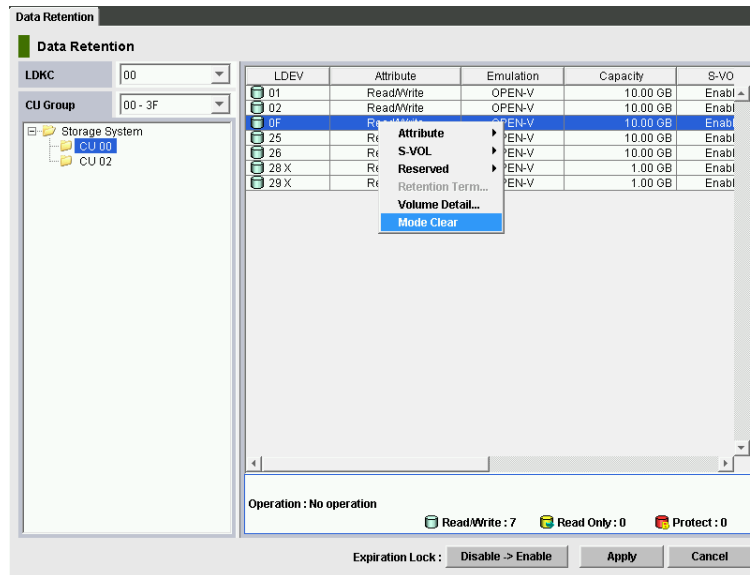 Data Retention
Data Retention
LDKC 00
CU Group 00 - 3F
Storage System
CU 00
CU 02
LDEV Attribute Emulation Capacity S-VO
01 Read/Write OPEN-V 10.00 GB Enabl
02 Read/Write OPEN-V 10.00 GB Enabl
0F OPEN-V 10.00 GB Enabl
25 Re PEN-V 10.00 GB Enabl
26 Re PEN-V 10.00 GB Enabl
28 X Re PEN-V 1.00 GB Enabl
29 X Re PEN-V 1.00 GB Enabl
Attribute
S-VOL
Reserved
Retention Term...
Volume Detail...
Mode Clear
Operation : No operation
Read/Write : 7 Read Only : 0 Protect : 0
Expiration Lock : Disable -> Enable Apply Cancel